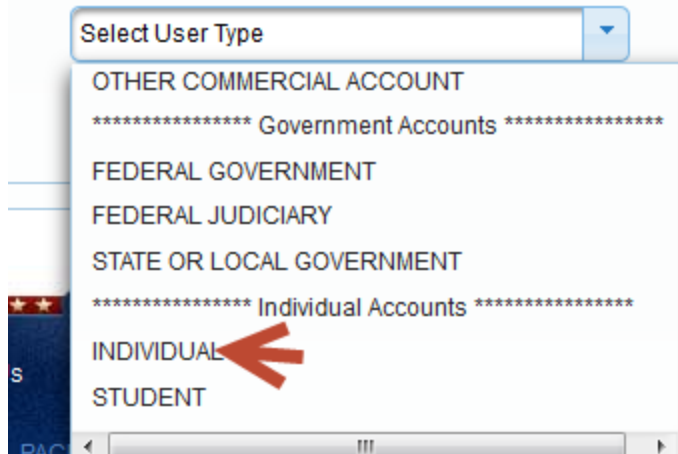 Select User Type
OTHER COMMERCIAL ACCOUNT
**************** Government Accounts ****************
FEDERAL GOVERNMENT
FEDERAL JUDICIARY
STATE OR LOCAL GOVERNMENT
**************** Individual Accounts ****************
INDIVIDUAL
s
STUDENT